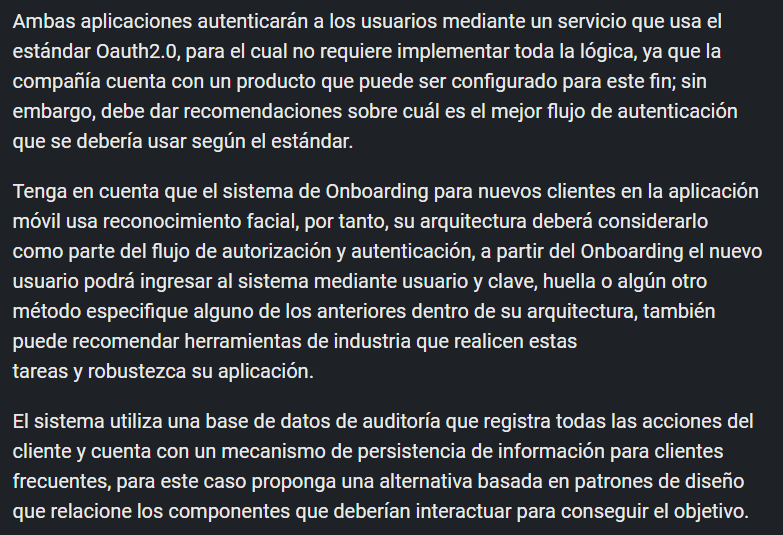 Ambas aplicaciones autenticarán a los usuarios mediante un servicio que usa el
estándar Oauth2.0, para el cual no requiere implementar toda la lógica, ya que la
compañía cuenta con un producto que puede ser configurado para este fin; sin
embargo, debe dar recomendaciones sobre cuál es el mejor flujo de autenticación
que se debería usar según el estándar.
Tenga en cuenta que el sistema de Onboarding para nuevos clientes en la aplicación
móvil usa reconocimiento facial, por tanto, su arquitectura deberá considerarlo
como parte del flujo de autorización y autenticación, a partir del Onboarding el nuevo
usuario podrá ingresar al sistema mediante usuario y clave, huella o algún otro
método especifique alguno de los anteriores dentro de su arquitectura, también
puede recomendar herramientas de industria que realicen estas
tareas y robustezca su aplicación.
El sistema utiliza una base de datos de auditoría que registra todas las acciones del
cliente y cuenta con un mecanismo de persistencia de información para clientes
frecuentes, para este caso proponga una alternativa basada en patrones de diseño
que relacione los componentes que deberían interactuar para conseguir el objetivo.